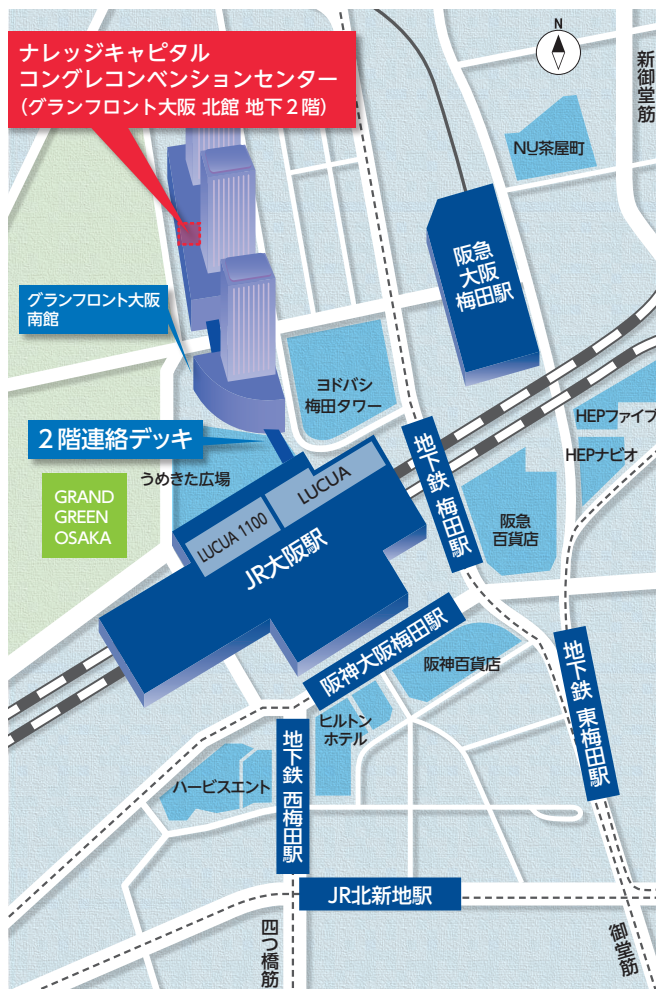 ナレッジキャピタル
コングレコンベンションセンター
(グランフロント大阪 北館 地下2階)
N
新御堂筋
NU茶屋町
阪急
大阪
梅田駅
グランフロント大阪
南館
ヨドバシ
梅田タワー
HEPファイブ
HEPナビオ
2階連絡デッキ
うめきた広場
地下鉄 梅田駅
GRAND
GREEN
OSAKA
LUCUA
LUCUA 1100
JR大阪駅
阪急
百貨店
阪神大阪梅田駅
阪神百貨店
地下鉄 東梅田駅
ヒルトン
ホテル
地下鉄 西梅田駅
ハービスエント
JR北新地駅
四つ橋筋
御堂筋